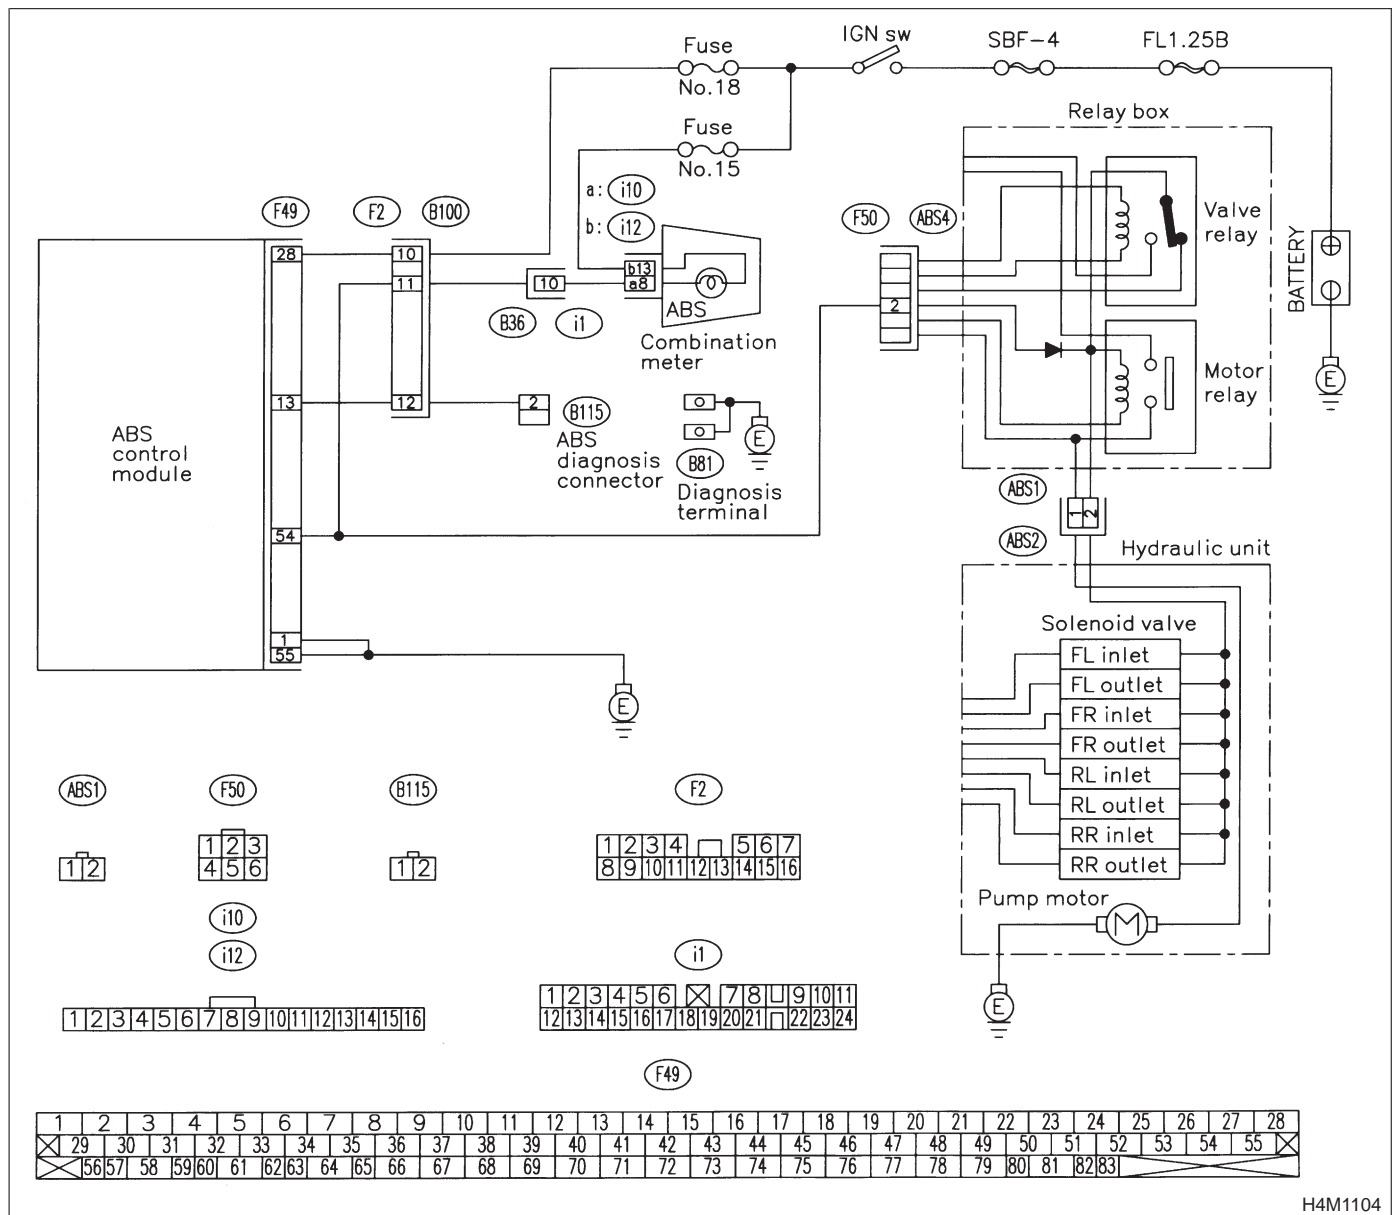 IGN sw
SBF-4
FL1.25B
Fuse
No.18
Fuse
No.15
a: i10
b: i12
Relay box
Valve
relay
Motor
relay
BATTERY
F49
F2
B100
F50
ABS4
28
10
11
13
12
54
1
55
ABS
control
module
10
B36
i1
b13
a8
ABS
Combination
meter
2
B115
ABS
diagnosis
connector
B81
Diagnosis
terminal
E
2
E
E
ABS1
1 2
ABS2
Hydraulic unit
Solenoid valve
FL inlet
FL outlet
FR inlet
FR outlet
RL inlet
RL outlet
RR inlet
RR outlet
Pump motor
M
E
ABS1
1 2
F50
1 2 3
4 5 6
B115
1 2
F2
1 2 3 4 5 6 7
8 9 10 11 12 13 14 15 16
i10
i12
1 2 3 4 5 6 7 8 9 10 11 12 13 14 15 16
i1
1 2 3 4 5 6 7 8 9 10 11
12 13 14 15 16 17 18 19 20 21 22 23 24
F49
1 2 3 4 5 6 7 8 9 10 11 12 13 14 15 16 17 18 19 20 21 22 23 24 25 26 27 28
29 30 31 32 33 34 35 36 37 38 39 40 41 42 43 44 45 46 47 48 49 50 51 52 53 54 55
56 57 58 59 60 61 62 63 64 65 66 67 68 69 70 71 72 73 74 75 76 77 78 79 80 81 82 83
H4M1104